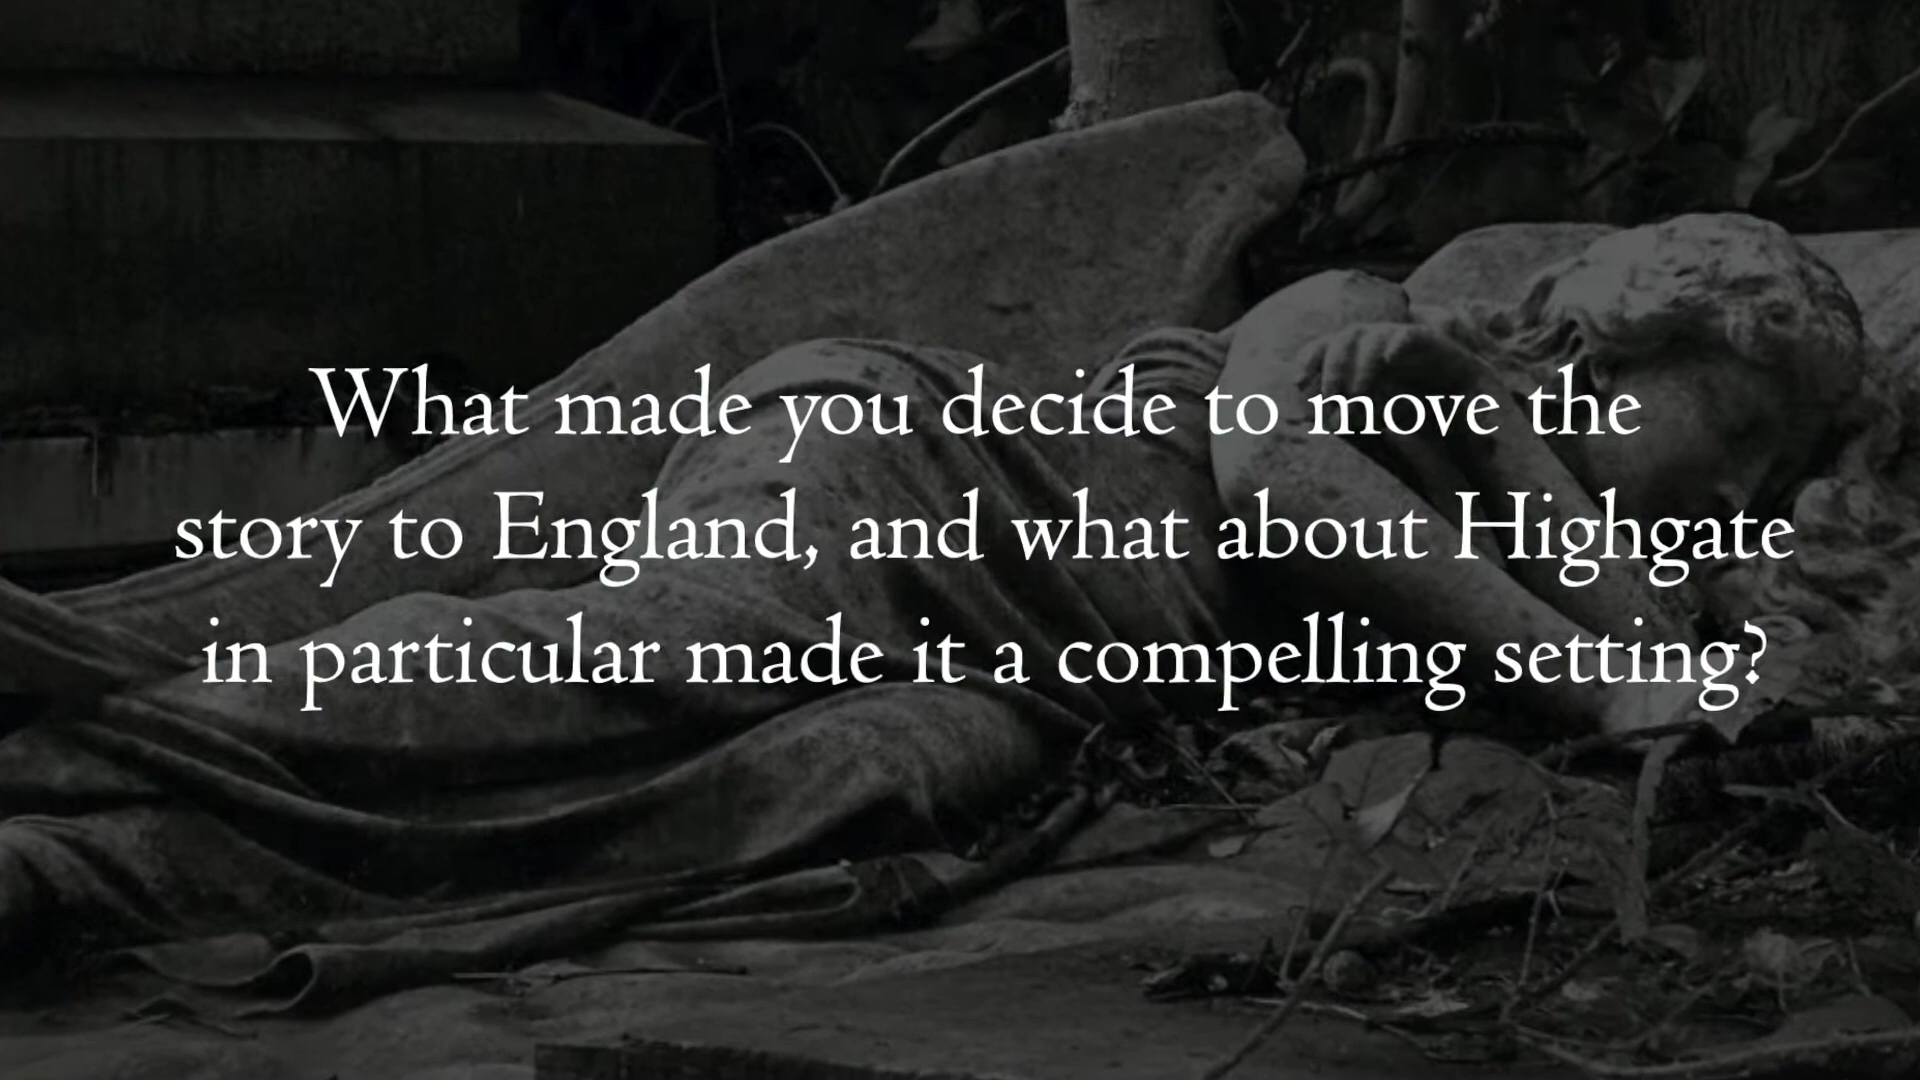 What made you decide to move the
story to England, and what about Highgate
in particular made it a compelling setting?